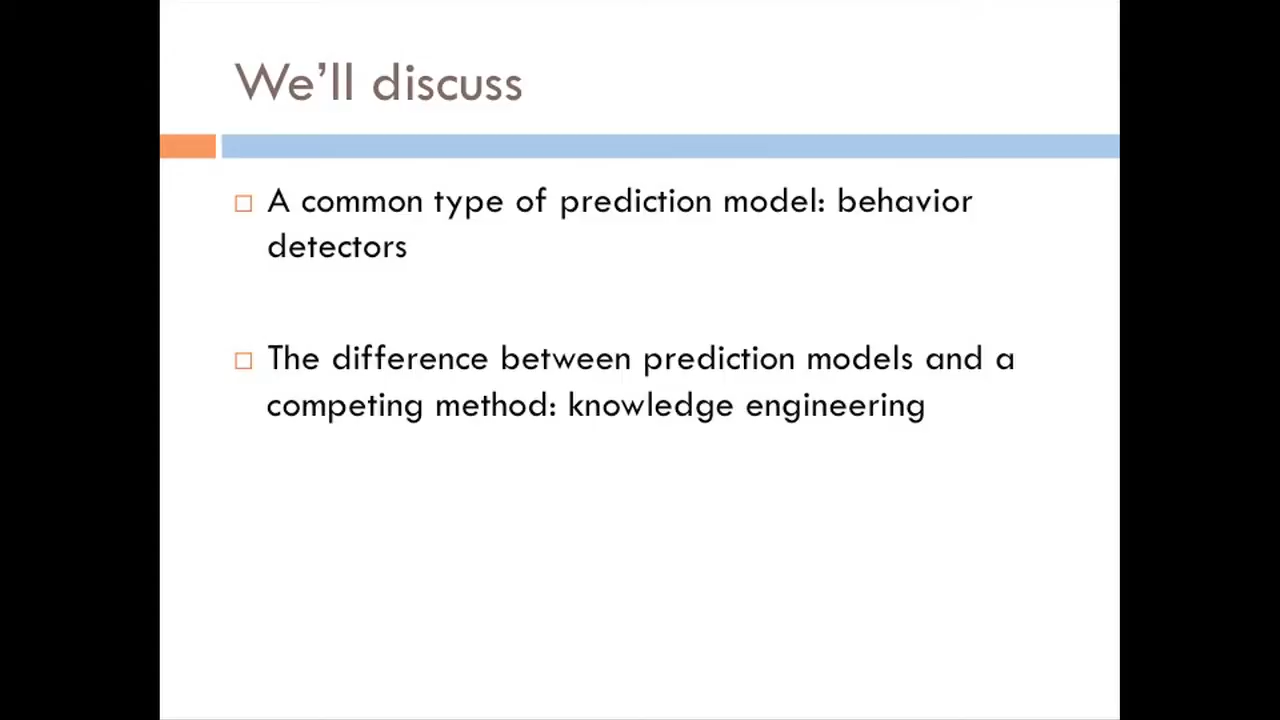 We’ll discuss
A common type of prediction model: behavior
detectors
The difference between prediction models and a
competing method: knowledge engineering